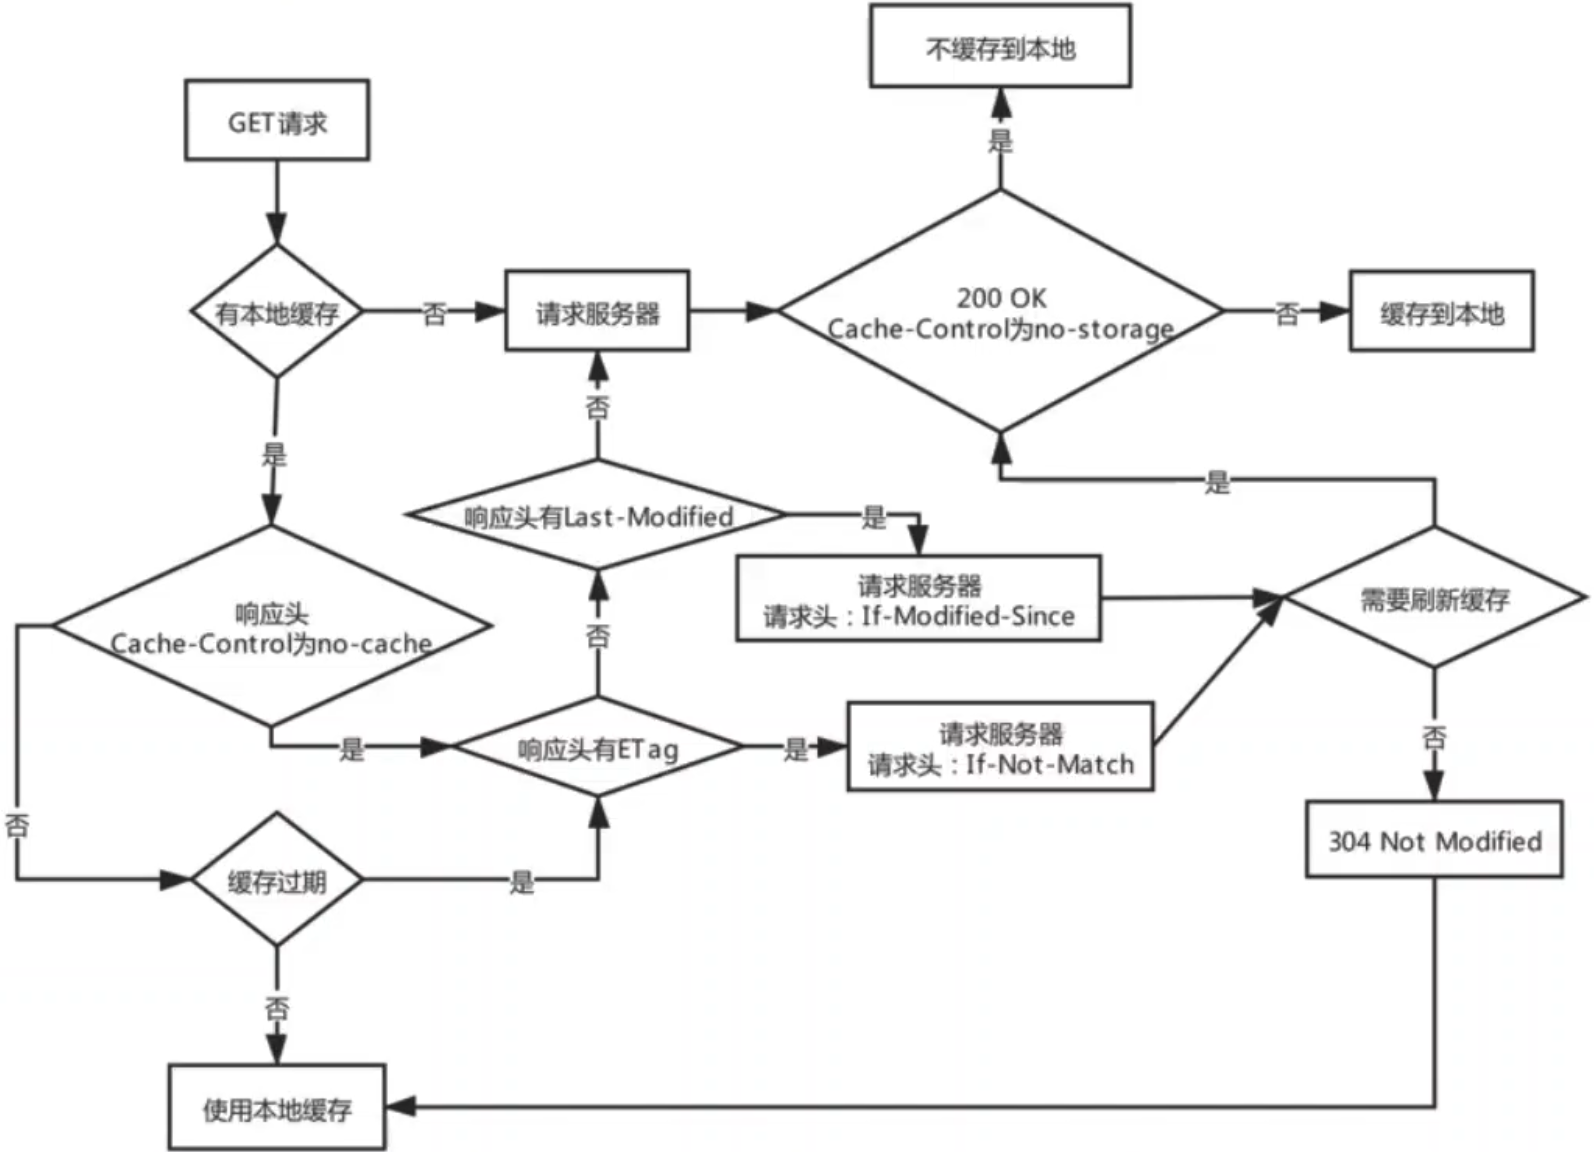 不缓存到本地
GET请求
是
有本地缓存
否
请求服务器
200 OK
Cache-Control为no-storage
否
缓存到本地
否
是
是
响应头有Last-Modified
是
请求服务器
请求头：If-Modified-Since
需要刷新缓存
响应头
Cache-Control为no-cache
否
请求服务器
请求头：If-Not-Match
否
是
响应头有ETag
是
否
304 Not Modified
缓存过期
是
否
使用本地缓存